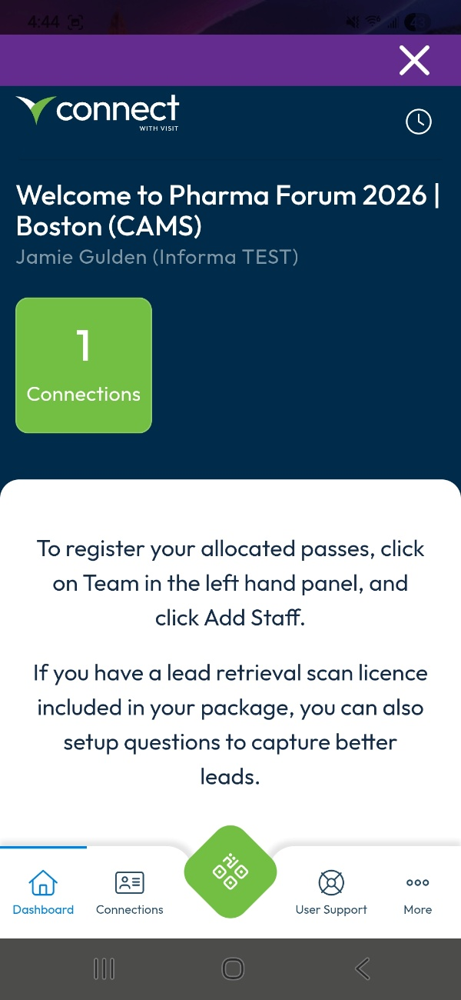 4:44
connect
WITH VISIT
Welcome to Pharma Forum 2026 |
Boston (CAMS)
Jamie Gulden (Informa TEST)
1
Connections
To register your allocated passes, click
on Team in the left hand panel, and
click Add Staff.
If you have a lead retrieval scan licence
included in your package, you can also
setup questions to capture better
leads.
Dashboard
Connections
User Support
More